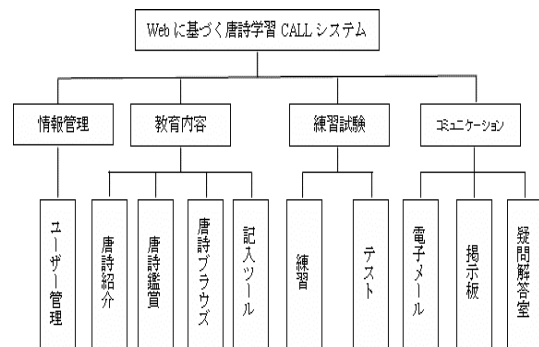 Webに基づく唐詩学習CALLシステム
情報管理
教育内容
練習試験
コミュニケーション
ユーザー管理
唐詩紹介
唐詩鑑賞
唐詩ブラウズ
記入ツール
練習
テスト
電子メール
掲示板
疑問解答室